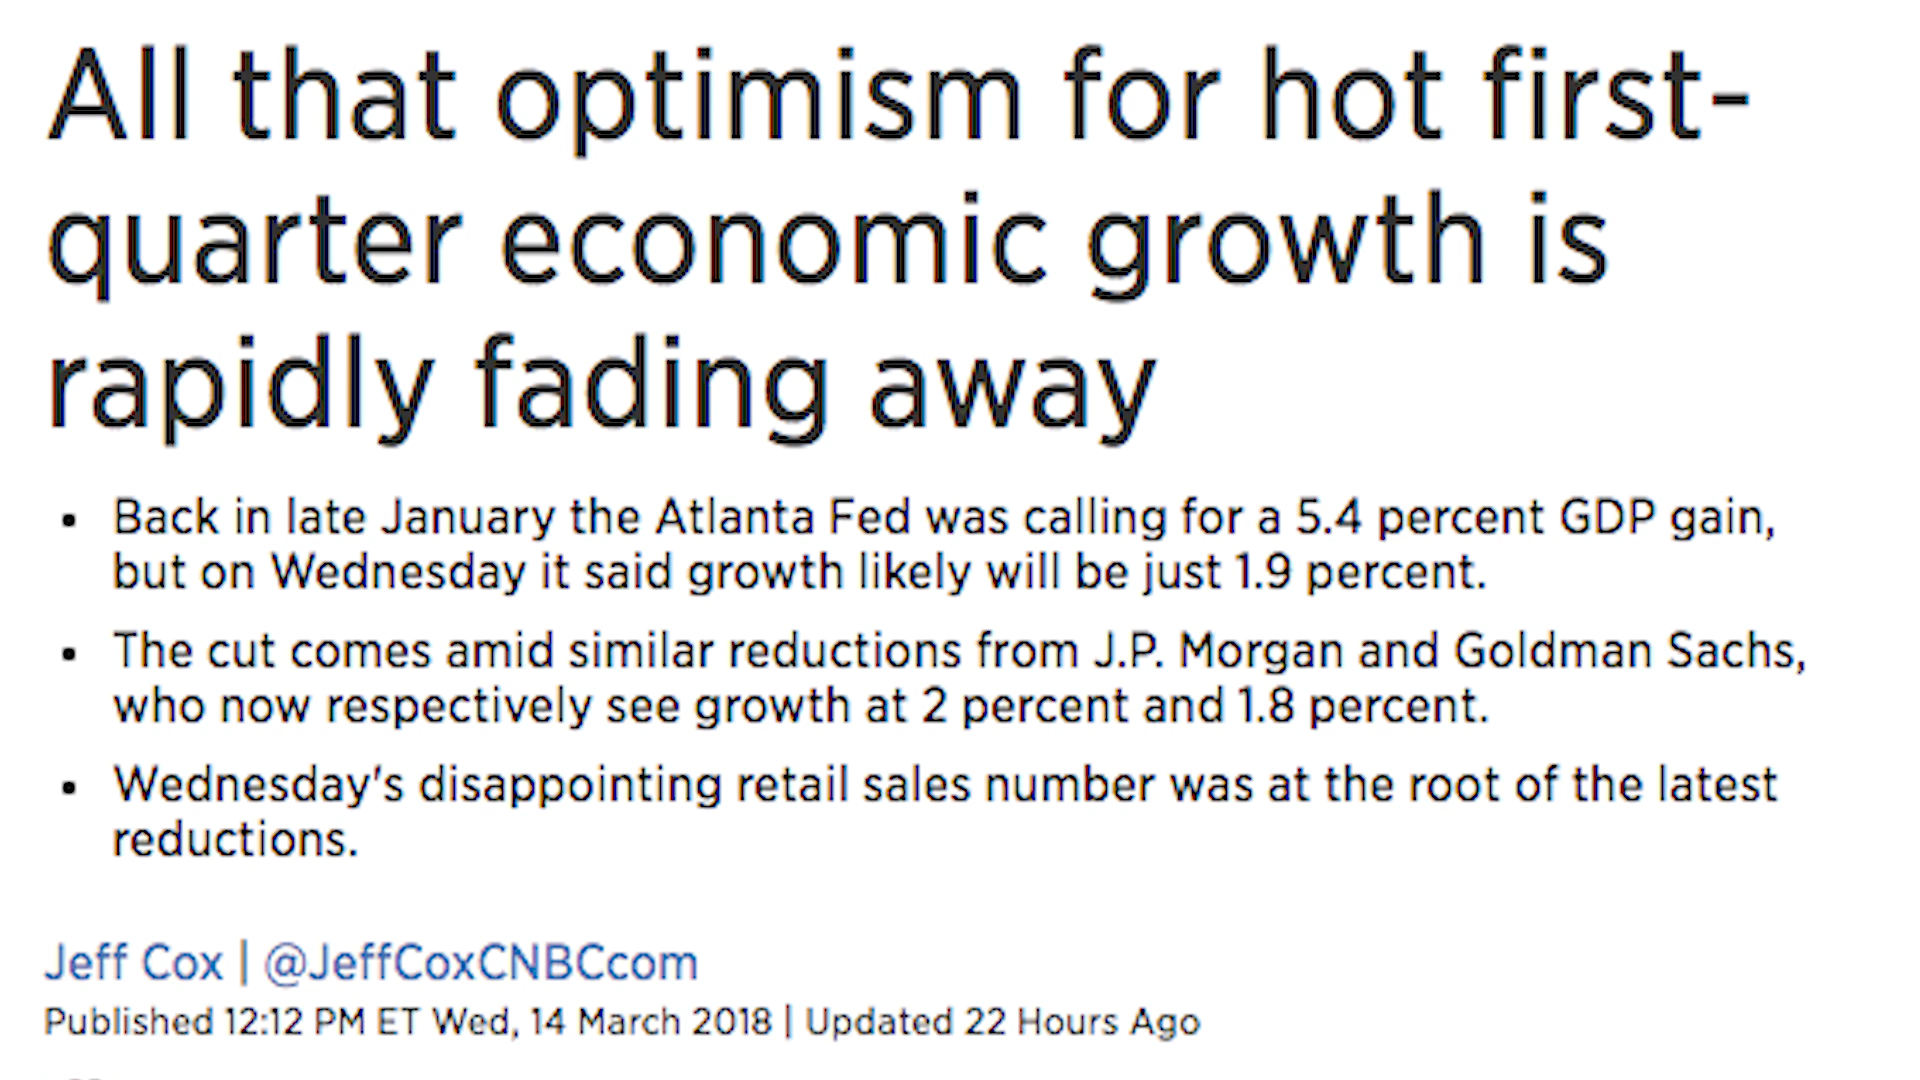 All that optimism for hot first-
quarter economic growth is
rapidly fading away
▪ Back in late January the Atlanta Fed was calling for a 5.4 percent GDP gain,
but on Wednesday it said growth likely will be just 1.9 percent.
▪ The cut comes amid similar reductions from J.P. Morgan and Goldman Sachs,
who now respectively see growth at 2 percent and 1.8 percent.
▪ Wednesday's disappointing retail sales number was at the root of the latest
reductions.
Jeff Cox | @JeffCoxCNBCcom
Published 12:12 PM ET Wed, 14 March 2018 | Updated 22 Hours Ago